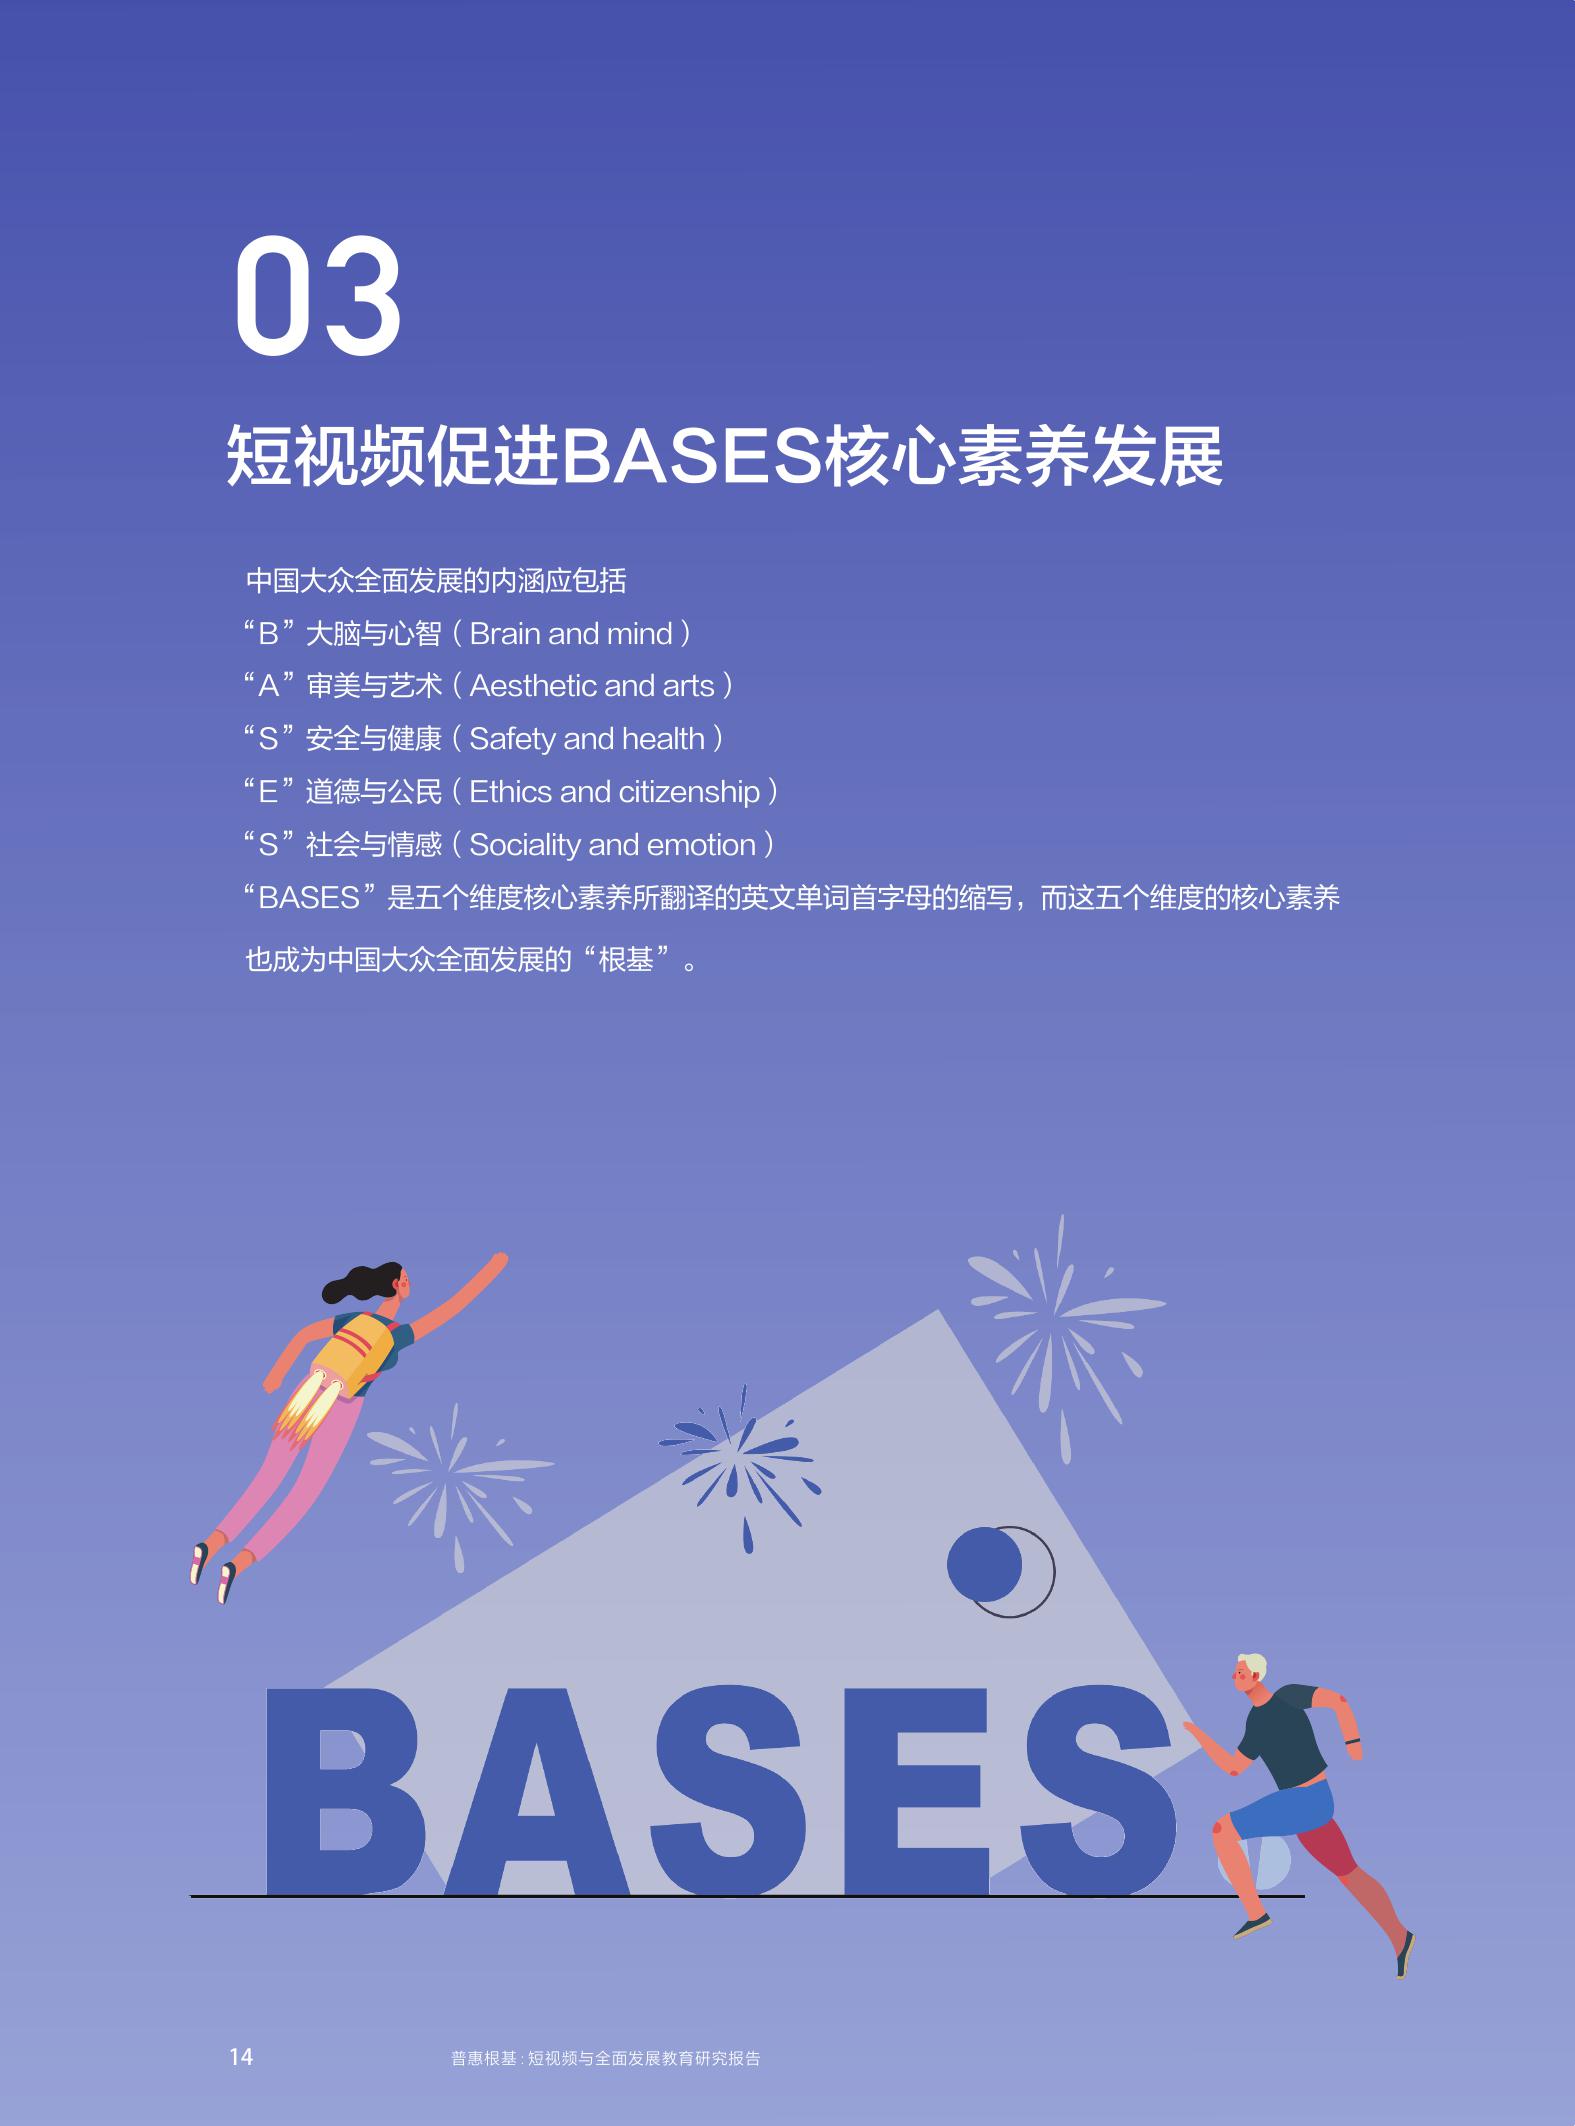 03
短视频促进BASES核心素养发展
中国大众全面发展的内涵应包括
“B”大脑与心智（Brain and mind）
“A”审美与艺术（Aesthetic and arts）
“S”安全与健康（Safety and health）
“E”道德与公民（Ethics and citizenship）
“S”社会与情感（Sociality and emotion）
“BASES”是五个维度核心素养所翻译的英文单词首字母的缩写，而这五个维度的核心素养
也成为中国大众全面发展的“根基”。
BASES
14 普惠根基 : 短视频与全面发展教育研究报告